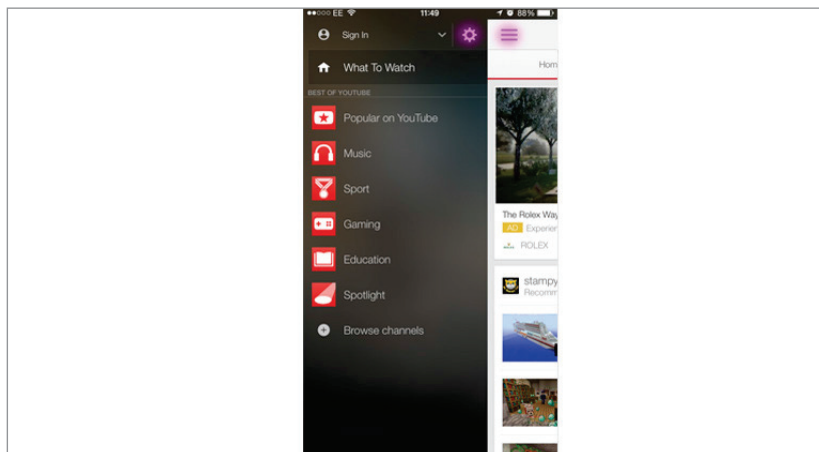 EE 11:49 88%
Sign In
What To Watch
Hom
BEST OF YOUTUBE
Popular on YouTube
Music
Sport
The Rolex Way
Gaming
AD Experien
ROLEX
Education
stampy
Spotlight
Recomm
Browse channels